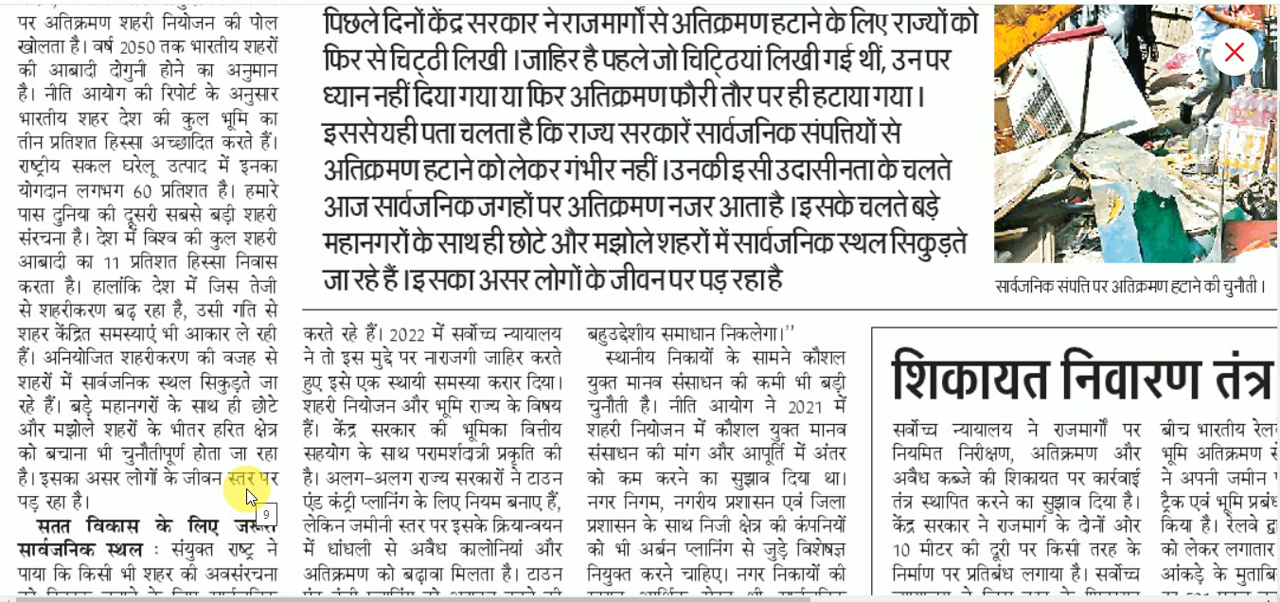 पर अतिक्रमण शहरी नियोजन की पोल
खोलता है। वर्ष 2050 तक भारतीय शहरों
की आबादी दोगुनी होने का अनुमान
है। नीति आयोग की रिपोर्ट के अनुसार
भारतीय शहर देश की कुल भूमि का
तीन प्रतिशत हिस्सा अच्छादित करते हैं।
राष्ट्रीय सकल घरेलू उत्पाद में इनका
योगदान लगभग 60 प्रतिशत है। हमारे
पास दुनिया की दूसरी सबसे बड़ी शहरी
संरचना है। देश में विश्व की कुल शहरी
आबादी का 11 प्रतिशत हिस्सा निवास
करता है। हालांकि देश में जिस तेजी
से शहरीकरण बढ़ रहा है, उसी गति से
शहर केंद्रित समस्याएं भी आकार ले रही
हैं। अनियोजित शहरीकरण की वजह से
शहरों में सार्वजनिक स्थल सिकुड़ते जा
रहे हैं। बड़े महानगरों के साथ ही छोटे
और मझोले शहरों के भीतर हरित क्षेत्र
को बचाना भी चुनौतीपूर्ण होता जा रहा
है। इसका असर लोगों के जीवन स्तर पर
पड़ रहा है।
9
सतत विकास के लिए जरूरी
सार्वजनिक स्थल : संयुक्त राष्ट्र ने
पाया कि किसी भी शहर की अवसंरचना
पिछले दिनों केंद्र सरकार ने राजमार्गों से अतिक्रमण हटाने के लिए राज्यों को
फिर से चिट्ठी लिखी। जाहिर है पहले जो चिट्ठियां लिखी गई थीं, उन पर
ध्यान नहीं दिया गया या फिर अतिक्रमण फौरी तौर पर ही हटाया गया।
इससे यही पता चलता है कि राज्य सरकारें सार्वजनिक संपत्तियों से
अतिक्रमण हटाने को लेकर गंभीर नहीं। उनकी इसी उदासीनता के चलते
आज सार्वजनिक जगहों पर अतिक्रमण नजर आता है। इसके चलते बड़े
महानगरों के साथ ही छोटे और मझोले शहरों में सार्वजनिक स्थल सिकुड़ते
जा रहे हैं। इसका असर लोगों के जीवन पर पड़ रहा है
सार्वजनिक संपत्ति पर अतिक्रमण हटाने की चुनौती।
करते रहे हैं। 2022 में सर्वोच्च न्यायालय
ने तो इस मुद्दे पर नाराजगी जाहिर करते
हुए इसे एक स्थायी समस्या करार दिया।
शहरी नियोजन और भूमि राज्य के विषय
हैं। केंद्र सरकार की भूमिका वित्तीय
सहयोग के साथ परामर्शदात्री प्रकृति की
है। अलग-अलग राज्य सरकारों ने टाउन
एंड कंट्री प्लानिंग के लिए नियम बनाए हैं,
लेकिन जमीनी स्तर पर इसके क्रियान्वयन
में धांधली से अवैध कालोनियां और
अतिक्रमण को बढ़ावा मिलता है। टाउन
बहुउद्देशीय समाधान निकलेगा।''
स्थानीय निकायों के सामने कौशल
युक्त मानव संसाधन की कमी भी बड़ी
चुनौती है। नीति आयोग ने 2021 में
शहरी नियोजन में कौशल युक्त मानव
संसाधन की मांग और आपूर्ति में अंतर
को कम करने का सुझाव दिया था।
नगर निगम, नगरीय प्रशासन एवं जिला
प्रशासन के साथ निजी क्षेत्र की कंपनियों
को भी अर्बन प्लानिंग से जुड़े विशेषज्ञ
नियुक्त करने चाहिए। नगर निकायों की
शिकायत निवारण तंत्र
सर्वोच्च न्यायालय ने राजमार्गों पर
नियमित निरीक्षण, अतिक्रमण और
अवैध कब्जे की शिकायत पर कार्रवाई
तंत्र स्थापित करने का सुझाव दिया है।
केंद्र सरकार ने राजमार्ग के दोनों ओर
10 मीटर की दूरी पर किसी तरह के
निर्माण पर प्रतिबंध लगाया है। सर्वोच्च
बीच भारतीय
भूमि अतिक्रमण
ने अपनी जमीन
ट्रैक एवं भूमि
किया है। रेलवे
को लेकर लगातार
आंकड़े के